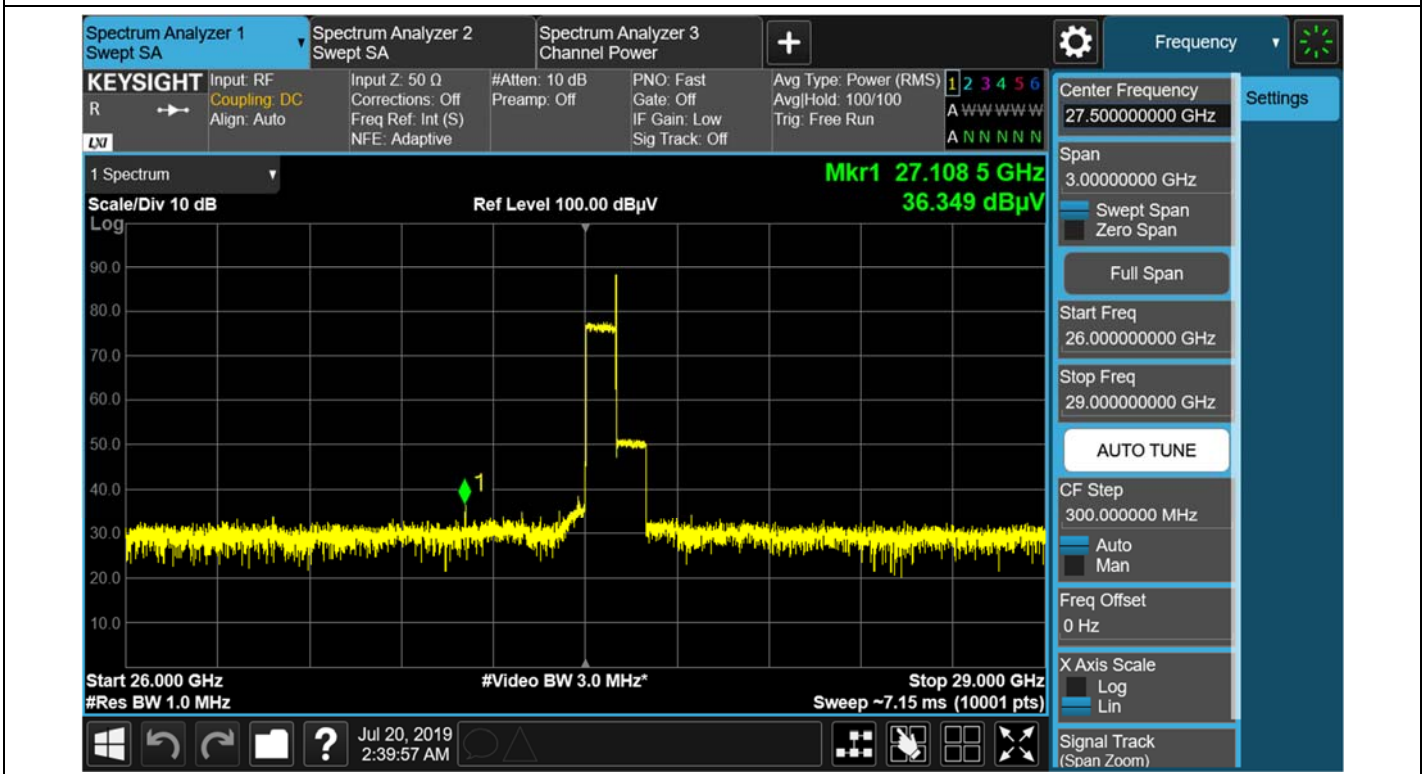 Spectrum Analyzer 1
Swept SA
Spectrum Analyzer 2
Swept SA
Spectrum Analyzer 3
Channel Power
Frequency
KEYSIGHT
R
LXI
Input: RF
Coupling: DC
Align: Auto
Input Z: 50 Ω
Corrections: Off
Freq Ref: Int (S)
NFE: Adaptive
#Atten: 10 dB
Preamp: Off
PNO: Fast
Gate: Off
IF Gain: Low
Sig Track: Off
Avg Type: Power (RMS)
Avg|Hold: 100/100
Trig: Free Run
1 2 3 4 5 6
A W W W W W
A N N N N N
1 Spectrum
Scale/Div 10 dB
Log
Ref Level 100.00 dBµV
Mkr1 27.108 5 GHz
36.349 dBµV
90.0
80.0
70.0
60.0
50.0
40.0
30.0
20.0
10.0
1
Start 26.000 GHz
#Res BW 1.0 MHz
#Video BW 3.0 MHz*
Stop 29.000 GHz
Sweep ~7.15 ms (10001 pts)
?
Jul 20, 2019
2:39:57 AM
Center Frequency
27.500000000 GHz
Span
3.00000000 GHz
Swept Span
Zero Span
Full Span
Start Freq
26.000000000 GHz
Stop Freq
29.000000000 GHz
AUTO TUNE
CF Step
300.000000 MHz
Auto
Man
Freq Offset
0 Hz
X Axis Scale
Log
Lin
Signal Track
(Span Zoom)
Settings